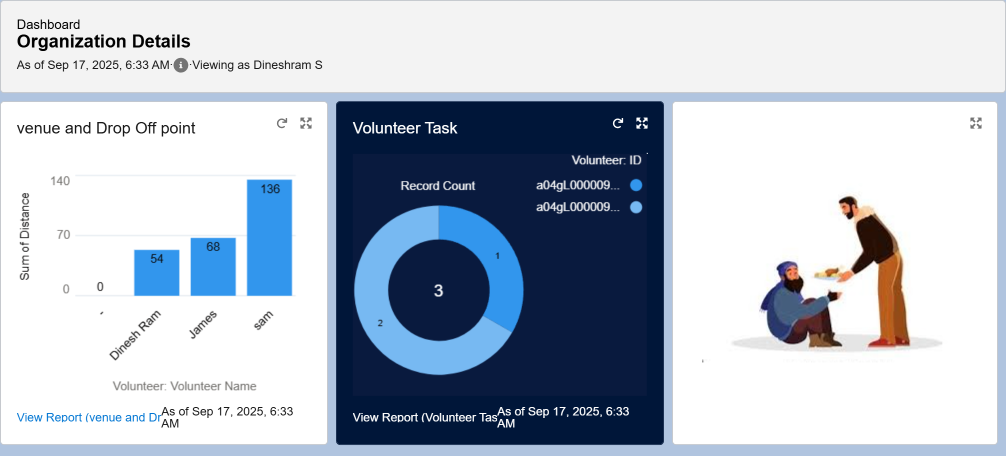 Dashboard
Organization Details
As of Sep 17, 2025, 6:33 AM·i·Viewing as Dineshram S
venue and Drop Off point
140
70
0
Sum of Distance
0
54
68
136
-
Dinesh Ram
James
sam
Volunteer: Volunteer Name
View Report (venue and Dr
As of Sep 17, 2025, 6:33
AM
Volunteer Task
Volunteer: ID
Record Count
a04gL000009...
a04gL000009...
1
3
2
View Report (Volunteer Tas
As of Sep 17, 2025, 6:33
AM